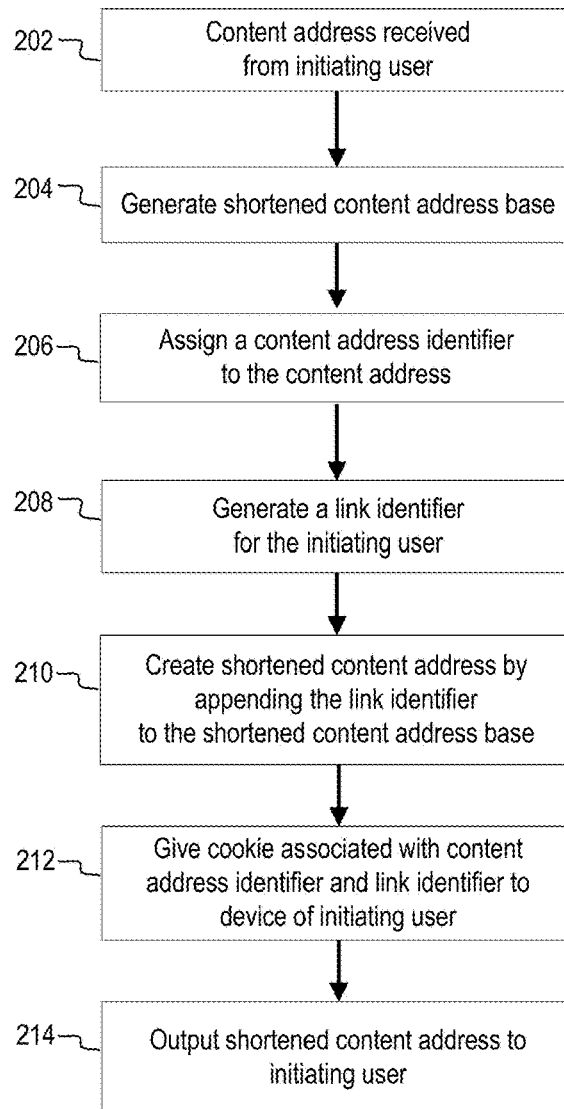 202
Content address received
from initiating user
204
Generate shortened content address base
206
Assign a content address identifier
to the content address
208
Generate a link identifier
for the initiating user
210
Create shortened content address by
appending the link identifier
to the shortened content address base
212
Give cookie associated with content
address identifier and link identifier to
device of initiating user
214
Output shortened content address to
initiating user